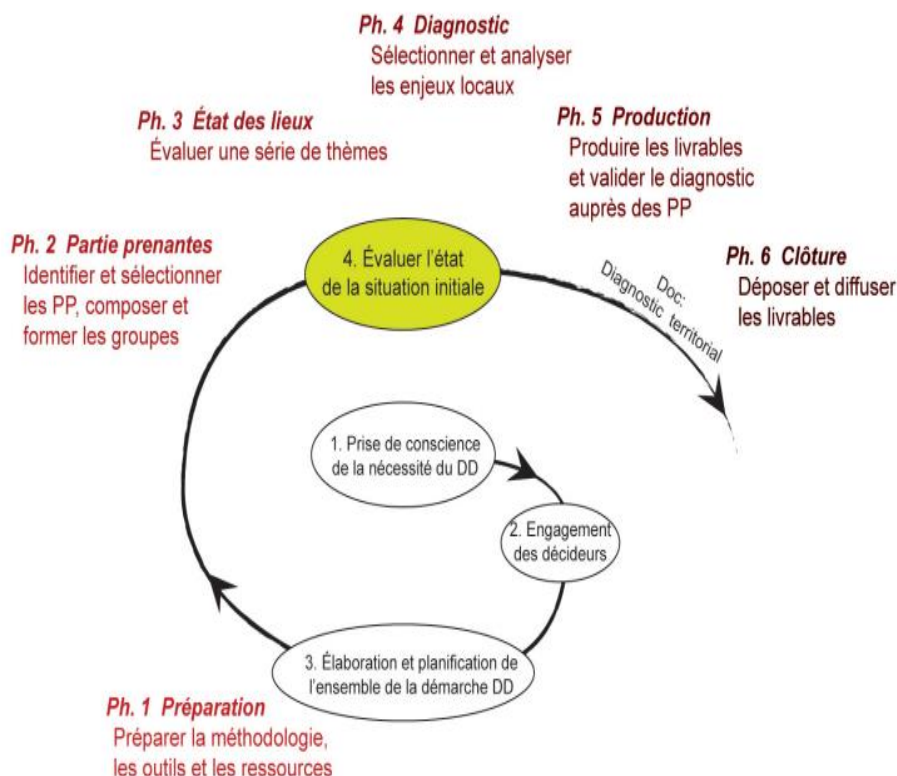 Ph. 4 Diagnostic
Sélectionner et analyser
les enjeux locaux
Ph. 3 État des lieux
Évaluer une série de thèmes
Ph. 5 Production
Produire les livrables
et valider le diagnostic
auprès des PP
Ph. 2 Partie prenantes
Identifier et sélectionner
les PP, composer et
former les groupes
4. Évaluer l'état
de la situation initiale
Doc:
Diagnostic territorial
Ph. 6 Clôture
Déposer et diffuser
les livrables
1. Prise de conscience
de la nécessité du DD
2. Engagement
des décideurs
3. Élaboration et planification de
l'ensemble de la démarche DD
Ph. 1 Préparation
Préparer la méthodologie,
les outils et les ressources